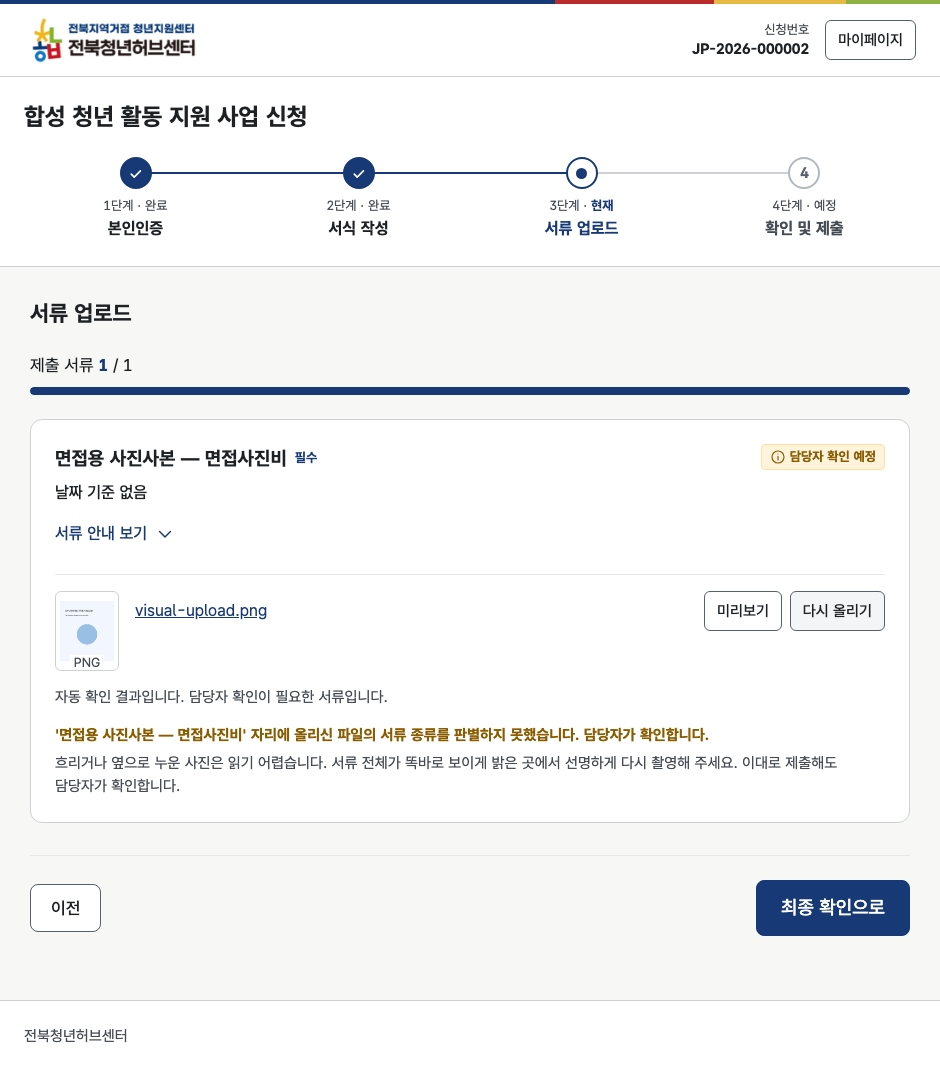 전북지역거점 청년지원센터
청년허브
전북청년허브센터
신청번호
JP-2026-000002
마이페이지
합성 청년 활동 지원 사업 신청
4
1단계 · 완료
본인인증
2단계 · 완료
서식 작성
3단계 · 현재
서류 업로드
4단계 · 예정
확인 및 제출
서류 업로드
제출 서류 1 / 1
면접용 사진사본 — 면접사진비 필수
담당자 확인 예정
날짜 기준 없음
서류 안내 보기
PNG
visual-upload.png
미리보기
다시 올리기
자동 확인 결과입니다. 담당자 확인이 필요한 서류입니다.
'면접용 사진사본 — 면접사진비' 자리에 올리신 파일의 서류 종류를 판별하지 못했습니다. 담당자가 확인합니다.
흐리거나 옆으로 누운 사진은 읽기 어렵습니다. 서류 전체가 똑바로 보이게 밝은 곳에서 선명하게 다시 촬영해 주세요. 이대로 제출해도
담당자가 확인합니다.
이전
최종 확인으로
전북청년허브센터